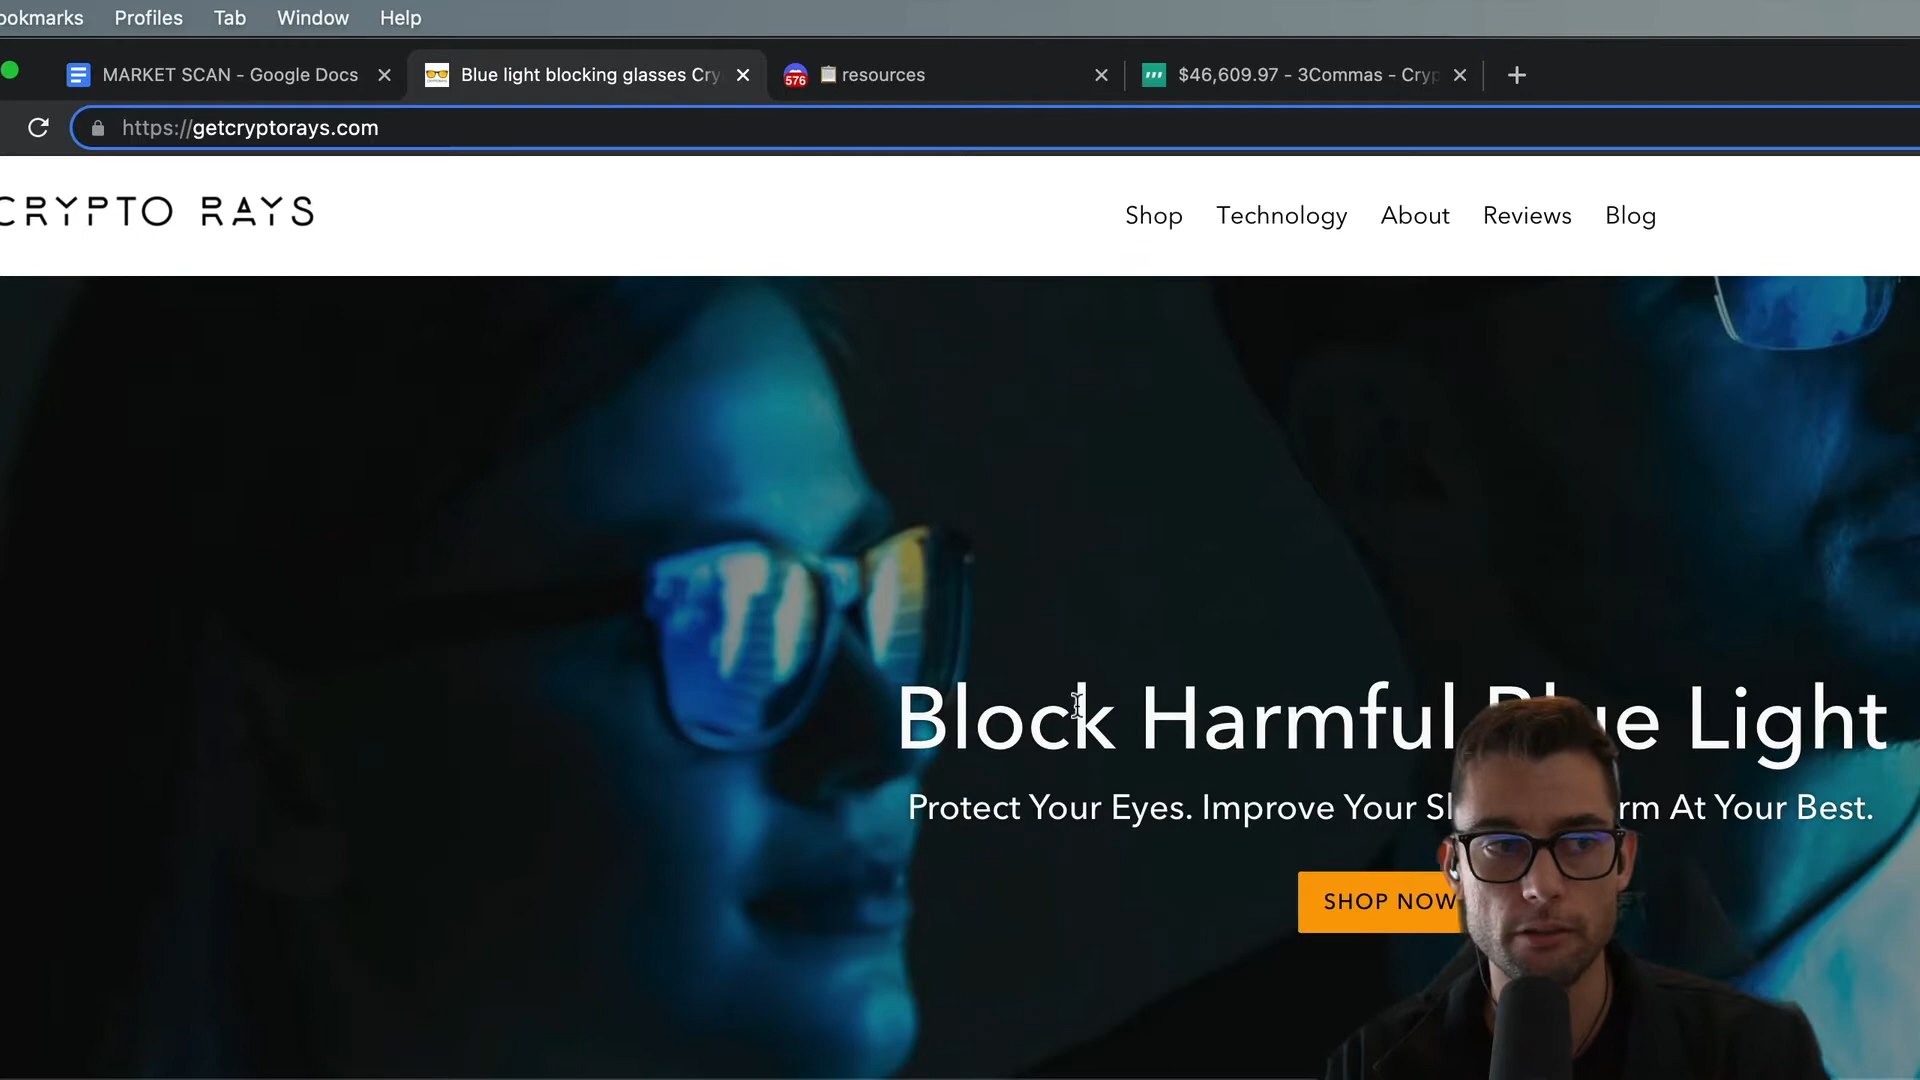 ookmarks Profiles Tab Window Help
MARKET SCAN - Google Docs
Blue light blocking glasses Cry
576
resources
$46,609.97 - 3Commas - Cryp
https://getcryptorays.com
CRYPTO RAYS
Shop Technology About Reviews Blog
Block Harmful Blue Light
Protect Your Eyes. Improve Your Sl rm At Your Best.
SHOP NOW